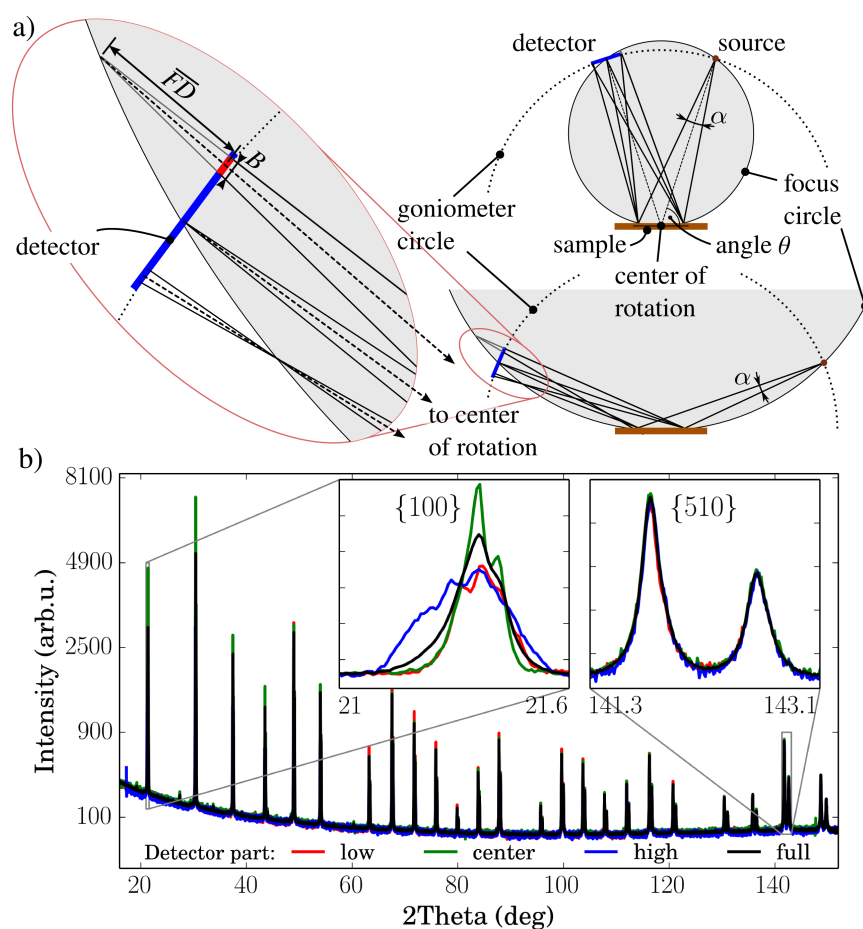 a)
FD
B
detector
to center
of rotation
detector
source
α
goniometer
circle
focus
circle
sample
angle θ
center of
rotation
α
b)
8100
4900
2500
900
100
Intensity (arb.u.)
{100}
21
21.6
{510}
141.3
143.1
Detector part: low center high full
20 40 60 80 100 120 140
2Theta (deg)